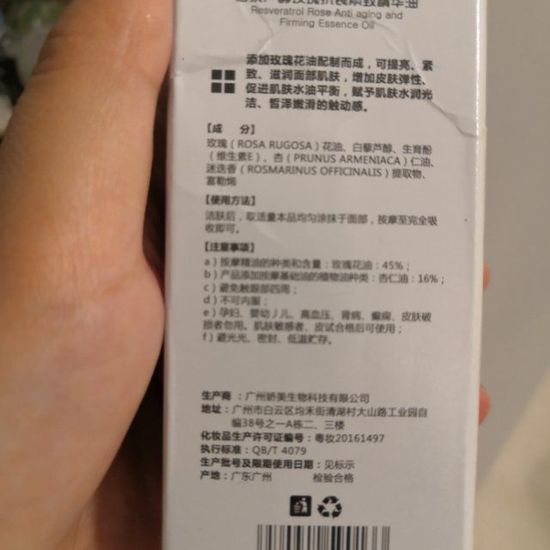 Resveratrol Rose Anti aging and
Firming Essence Oil
添加玫瑰花油配制而成,可提亮、紧
致、滋润面部肌肤,增加皮肤弹性、
促进肌肤水油平衡,赋予肌肤水润光
洁、皙泽嫩滑的触动感。
【成 分】
玫瑰(ROSA RUGOSA)花油、白藜芦醇、生育酚
(维生素E)、杏(PRUNUS ARMENIACA)仁油、
迷迭香(ROSMARINUS OFFICINALIS)提取物、
富勒烯
【使用方法】
洁肤后,取适量本品均匀涂抹于面部,按摩至完全吸
收即可。
【注意事项】
a)按摩精油的种类和含量:玫瑰花油:45%;
b)产品添加按摩基础油的植物油种类:杏仁油:16%;
c)避免触眼部四周;
d)不可内服;
e)孕妇、婴幼儿、高血压、肾病、癫痫、皮肤破
损者勿用。肌肤敏感者、皮试合格后可使用;
f)避光光、密封、低温贮存。
生产商:广州娇美生物科技有限公司
地址:广州市白云区均禾街清湖村大山路工业园自
编38号之一A栋二、三楼
化妆品生产许可证编号:粤妆20161497
执行标准:QB/T 4079
生产批号及限期使用日期:见标示
产地:广东广州 检验合格